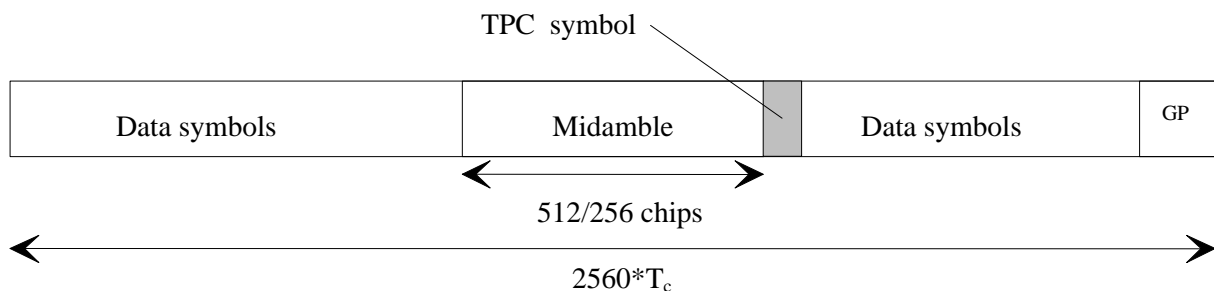 TPC symbol
Data symbols
Midamble
Data symbols
GP
512/256 chips
2560*Tc